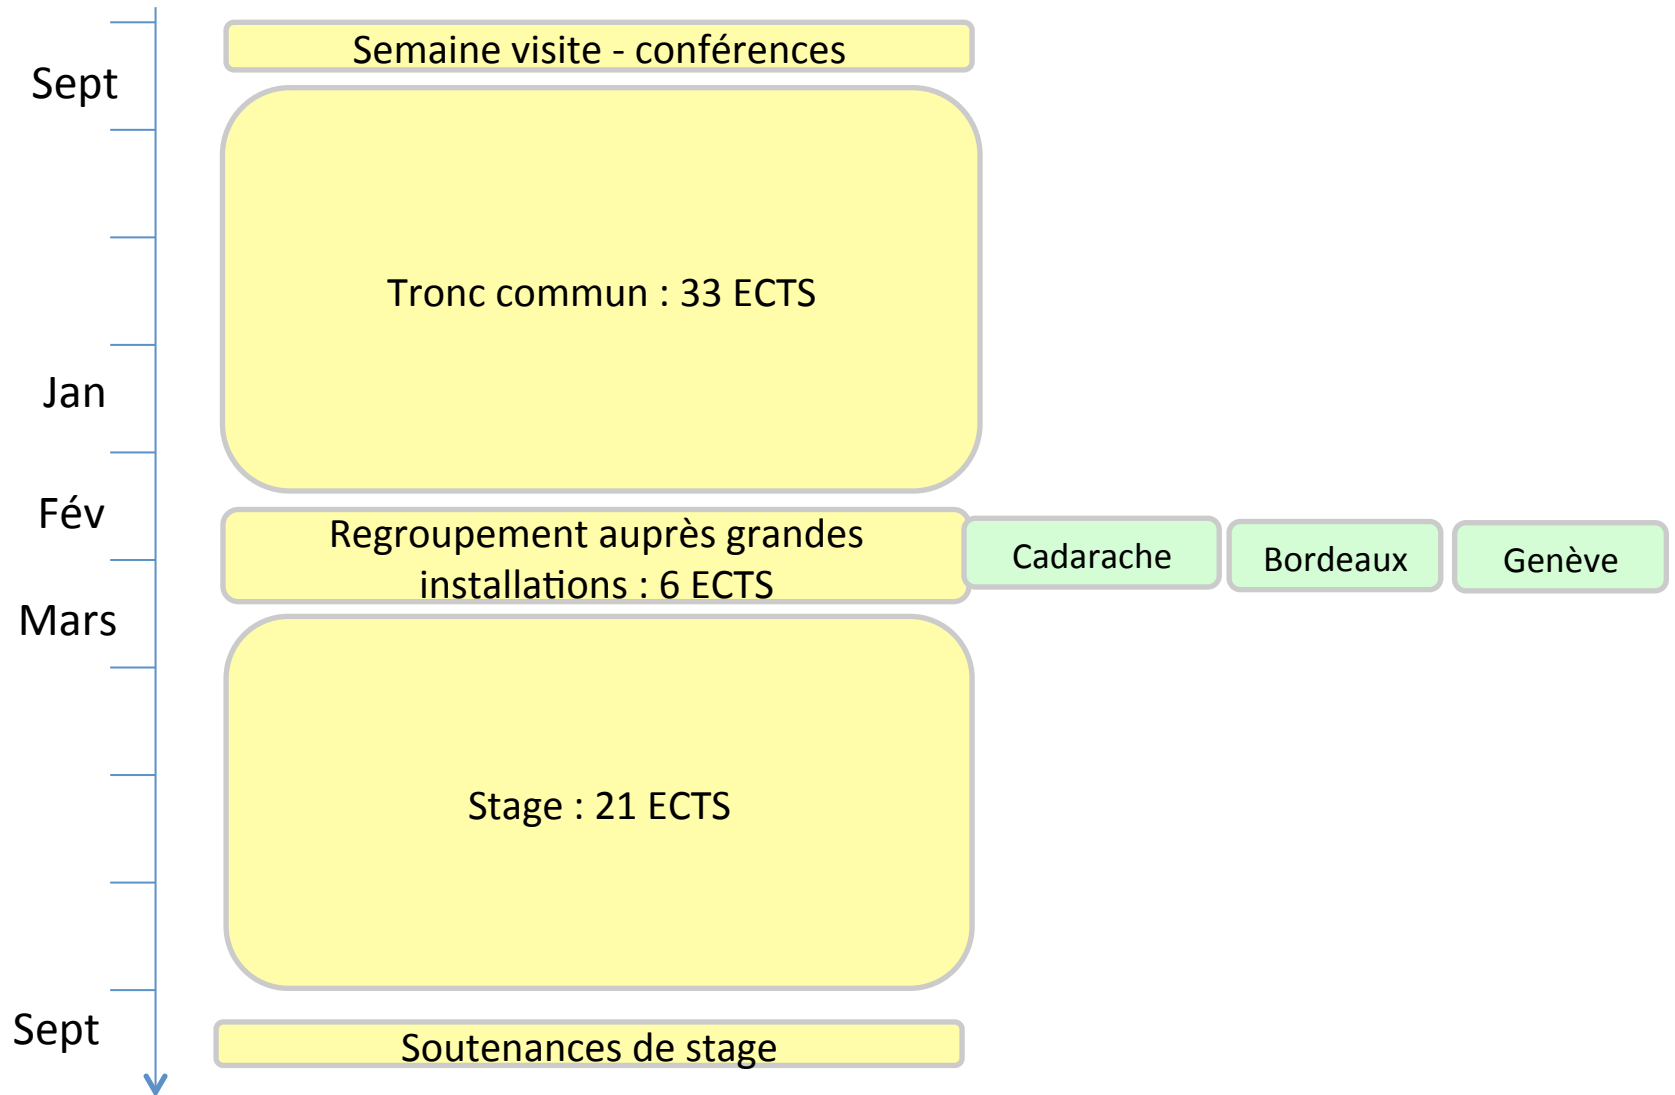 Semaine visite - conférences
Sept
Tronc commun : 33 ECTS
Jan
Fév
Regroupement auprès grandes
installations : 6 ECTS
Cadarache
Bordeaux
Genève
Mars
Stage : 21 ECTS
Sept
Soutenances de stage